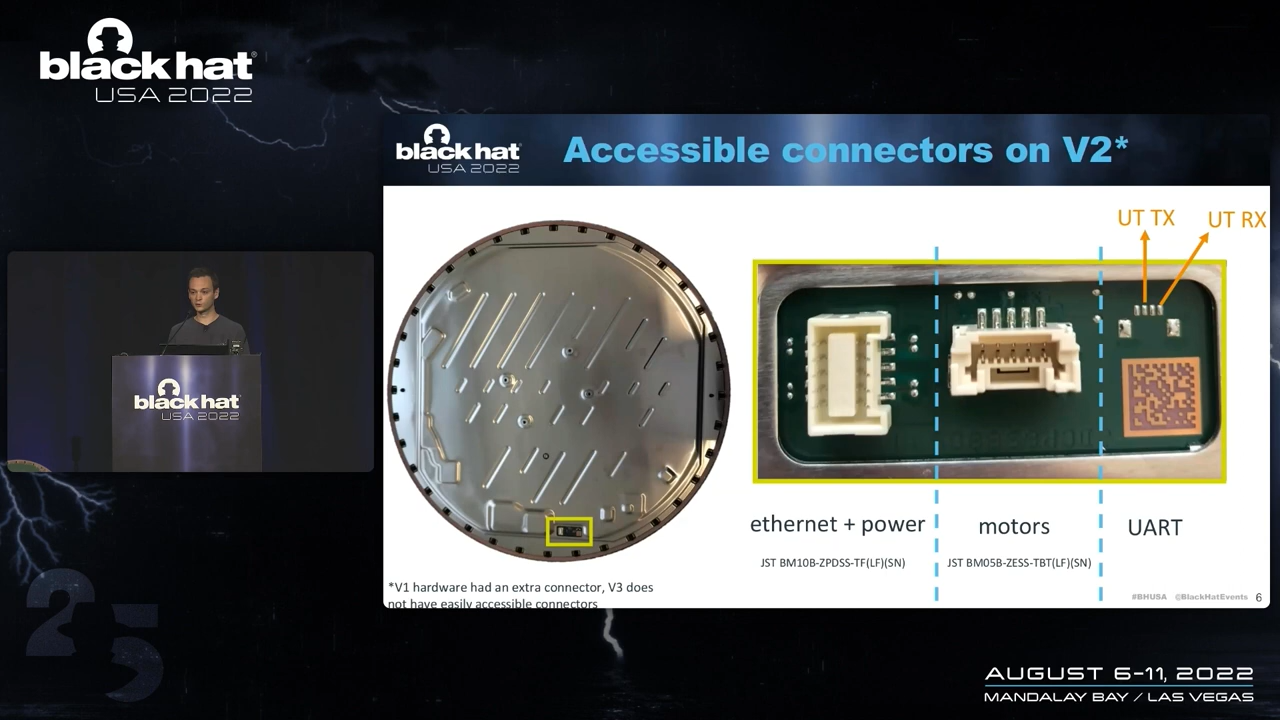 black hat®
USA 2022
black hat®
USA 2022
Accessible connectors on V2*
UT TX
UT RX
black hat
USA 2022
ethernet + power
motors
UART
JST BM10B-ZPDSS-TF(LF)(SN)
JST BM05B-ZESS-TBT(LF)(SN)
*V1 hardware had an extra connector, V3 does
not have easily accessible connectors
#BHUSA @BlackHatEvents
6
25
AUGUST 6-11, 2022
MANDALAY BAY / LAS VEGAS